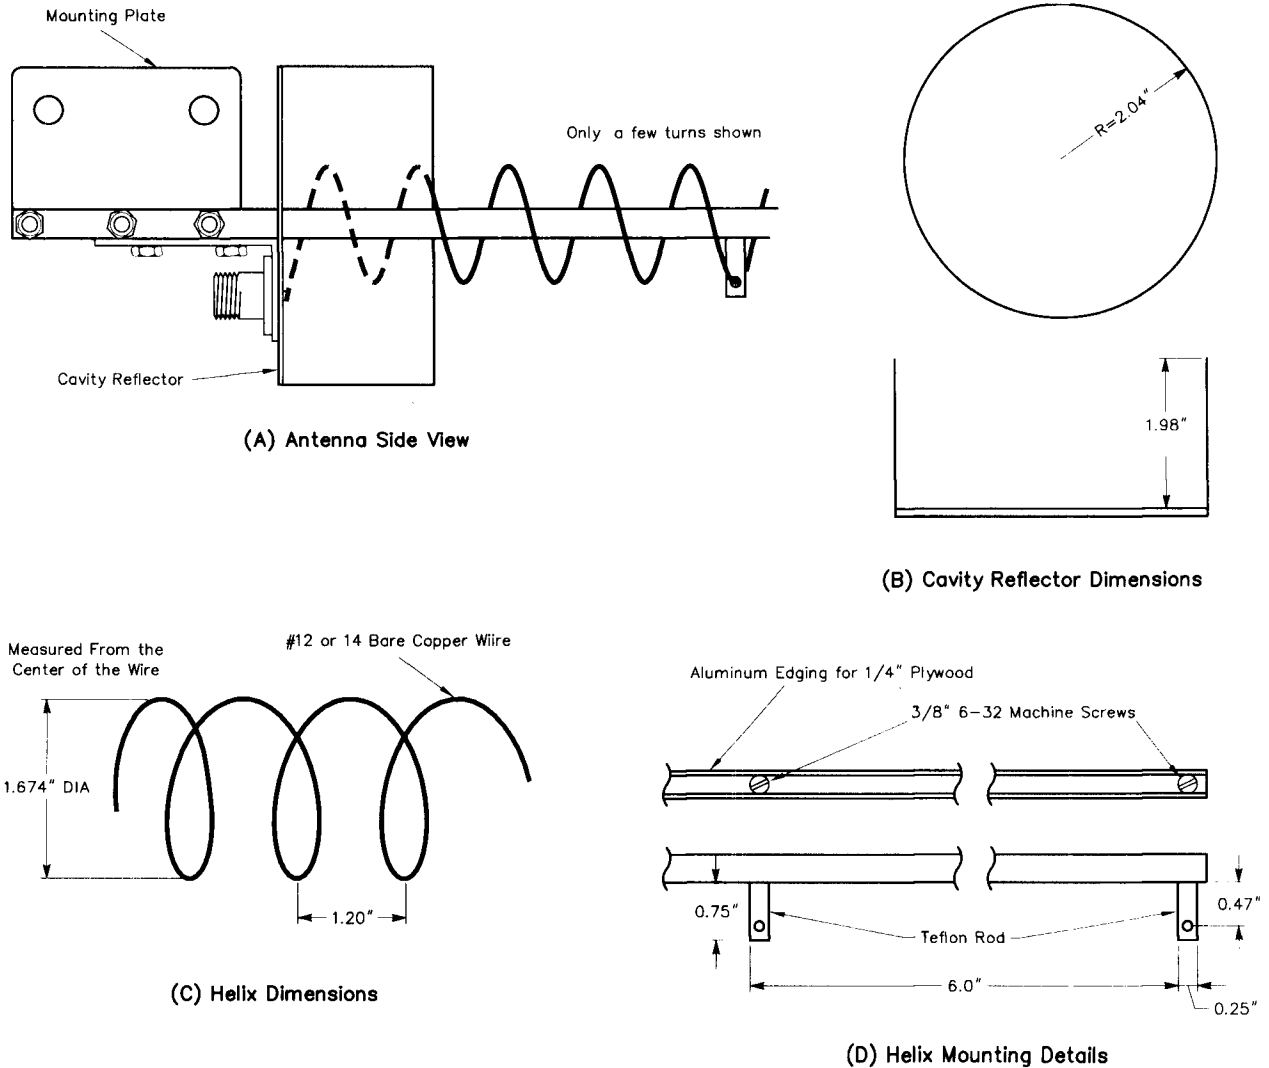 Mounting Plate
Only a few turns shown
R=2.04"
Cavity Reflector
(A) Antenna Side View
1.98"
(B) Cavity Reflector Dimensions
Measured From the
Center of the Wire
#12 or 14 Bare Copper Wiire
1.674" DIA
1.20"
(C) Helix Dimensions
Aluminum Edging for 1/4" Plywood
3/8" 6-32 Machine Screws
0.75"
0.47"
Teflon Rod
6.0"
0.25"
(D) Helix Mounting Details